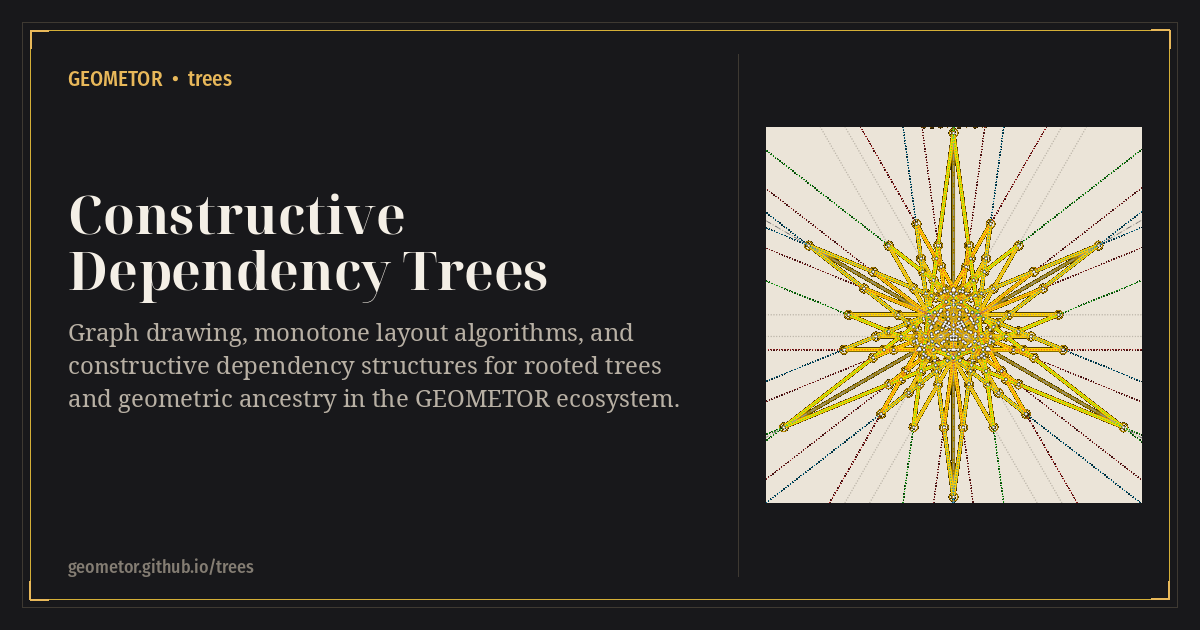 GEOMETOR • trees
Constructive
Dependency Trees
Graph drawing, monotone layout algorithms, and
constructive dependency structures for rooted trees
and geometric ancestry in the GEOMETOR ecosystem.
geometor.github.io/trees